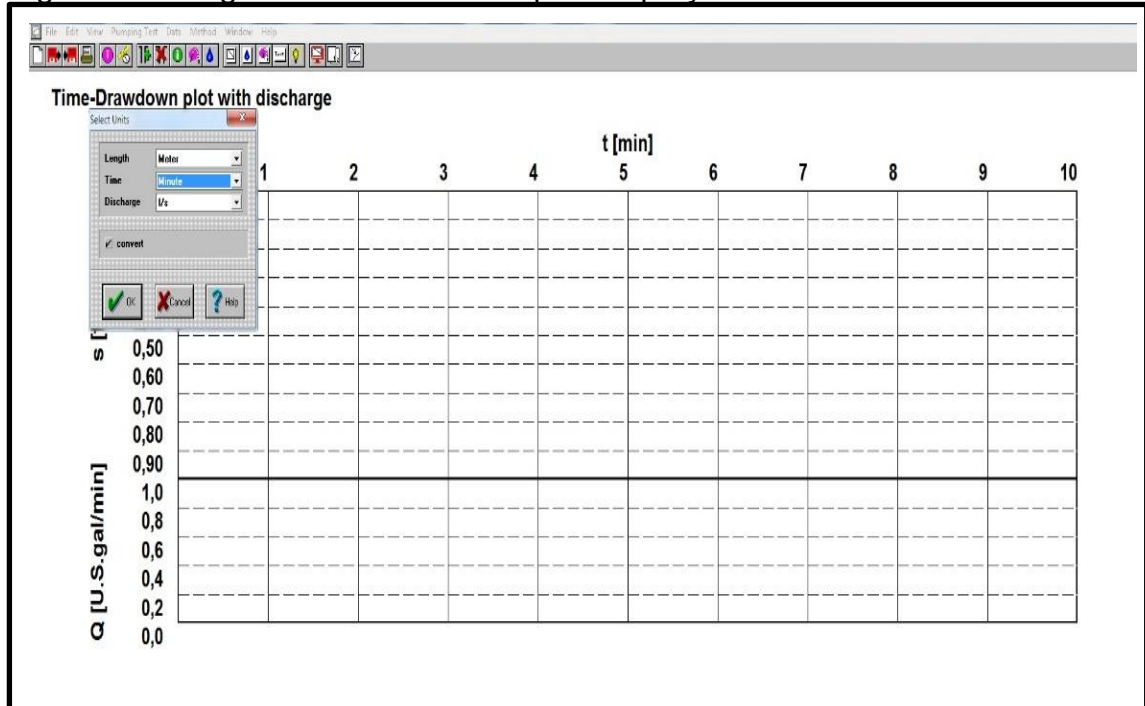 File Edit View Pumping Test Data Method Window Help
Time-Drawdown plot with discharge
Select Units
Length Meter
Time Minute
Discharge l/s
convert
OK Cancel Help
t [min]
1 2 3 4 5 6 7 8 9 10
s [
0,50
0,60
0,70
0,80
0,90
Q [U.S.gal/min]
1,0
0,8
0,6
0,4
0,2
0,0